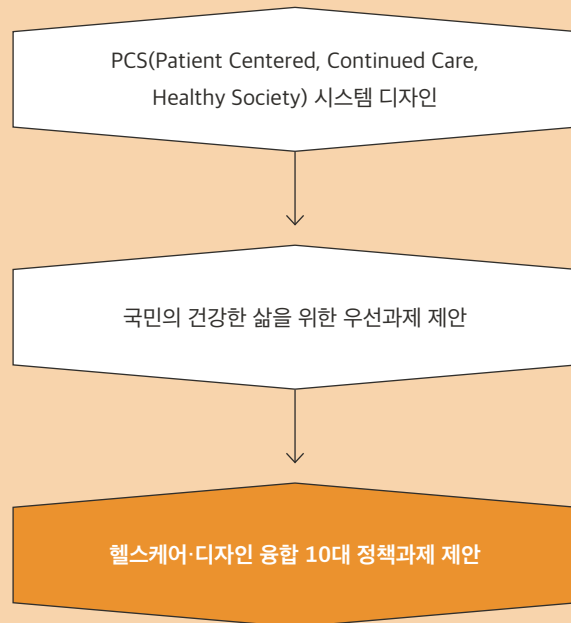 PCS(Patient Centered, Continued Care,
Healthy Society) 시스템 디자인
국민의 건강한 삶을 위한 우선과제 제안
헬스케어·디자인 융합 10대 정책과제 제안